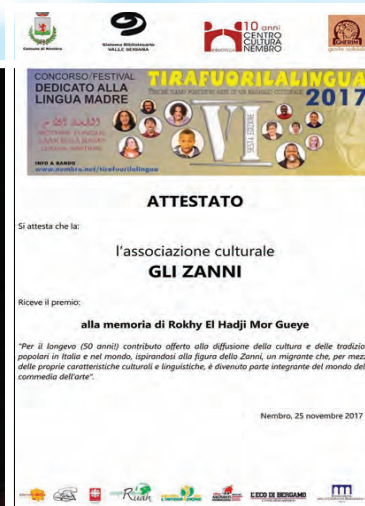 Comune di Nembro
Sistema Bibliotecario
VALLE SERIANA
10 anni
CENTRO
CULTURA
NEMBRO
CONCORSO/FESTIVAL
DEDICATO ALLA
LINGUA MADRE
TIRAFUORILALINGUA
2017
VI
SESTA EDIZIONE
INFO & BANDO
www.nembro.net/tirafuorilalingua
ATTESTATO
Si attesta che la:
l'associazione culturale
GLI ZANNI
Riceve il premio:
alla memoria di Rokhy El Hadji Mor Gueye
"Per il longevo (50 anni!) contributo offerto alla diffusione della cultura e delle tradizio
popolari in Italia e nel mondo, ispirandosi alla figura dello Zanni, un migrante che, per mezz
delle proprie caratteristiche culturali e linguistiche, è divenuto parte integrante del mondo del
commedia dell'arte".
Nembro, 25 novembre 2017
Ruah
L'ECO DI BERGAMO